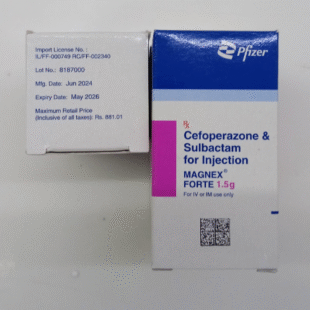 Import License No. :
IL/FF-000749 RC/FF-002340
Lot No.: 8187000
Mfg. Date: Jun 2024
Expiry Date: May 2026
Maximum Retail Price
(Inclusive of all taxes): Rs. 881.01
Pfizer
Rx
Cefoperazone &
Sulbactam
for Injection
MAGNEX®
FORTE 1.5g
For IV or IM use only